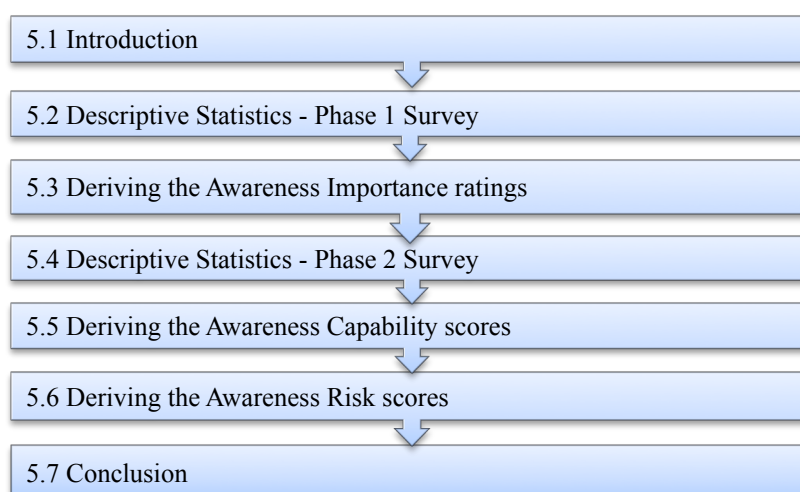 5.1 Introduction
5.2 Descriptive Statistics - Phase 1 Survey
5.3 Deriving the Awareness Importance ratings
5.4 Descriptive Statistics - Phase 2 Survey
5.5 Deriving the Awareness Capability scores
5.6 Deriving the Awareness Risk scores
5.7 Conclusion